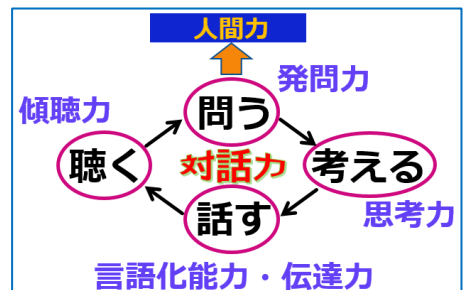 人間力
発問力
傾聴力
問う
聴く
対話力
考える
話す
思考力
言語化能力・伝達力